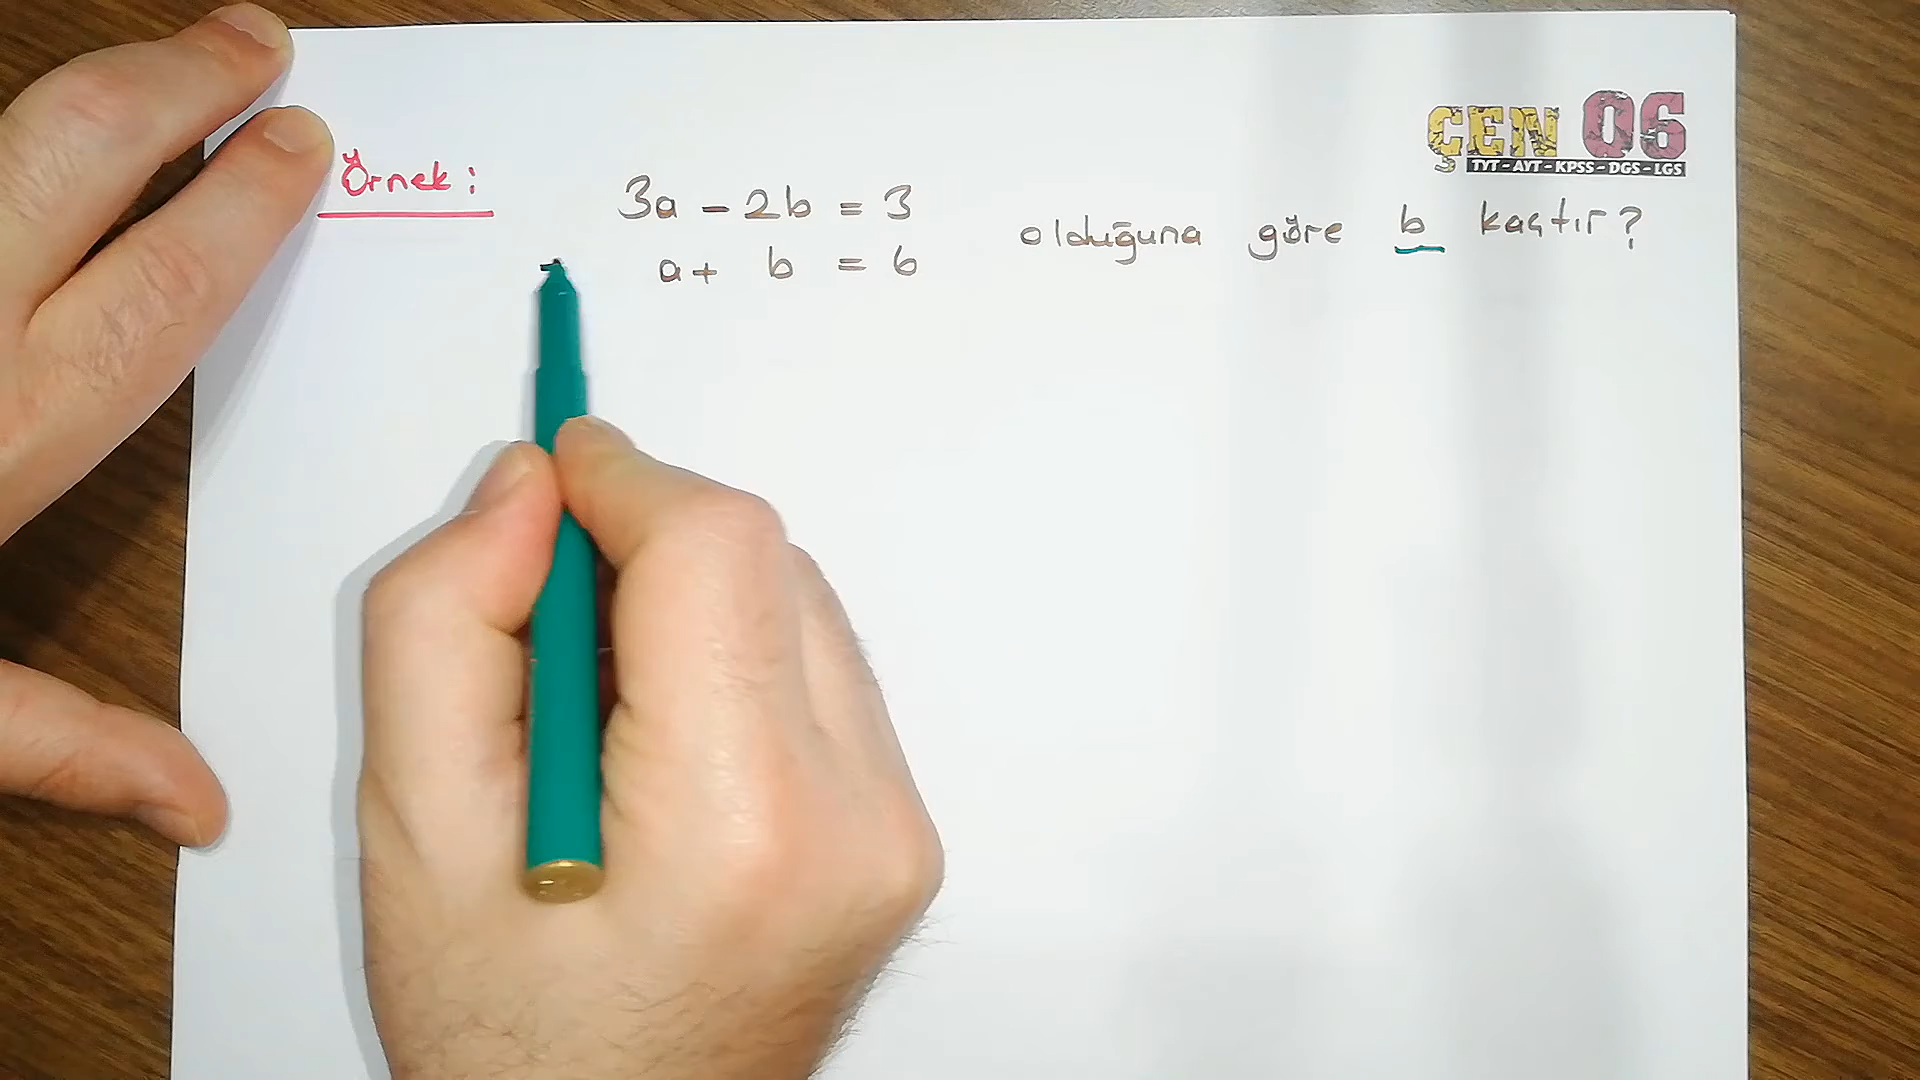 ÇEN 06
TYT - AYT - KPSS - DGS - LGS
Örnek :
3a - 2b = 3
a + b = 6
olduğuna göre b kaçtır?